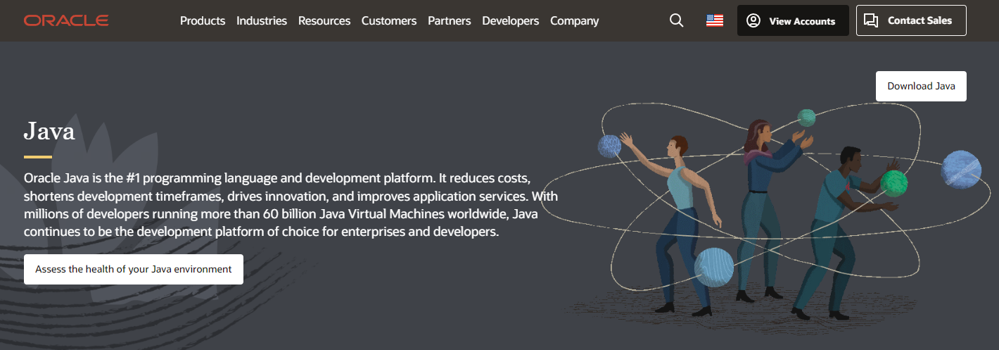 ORACLE
Products Industries Resources Customers Partners Developers Company
View Accounts
Contact Sales
Download Java
Java
Oracle Java is the #1 programming language and development platform. It reduces costs,
shortens development timeframes, drives innovation, and improves application services. With
millions of developers running more than 60 billion Java Virtual Machines worldwide, Java
continues to be the development platform of choice for enterprises and developers.
Assess the health of your Java environment